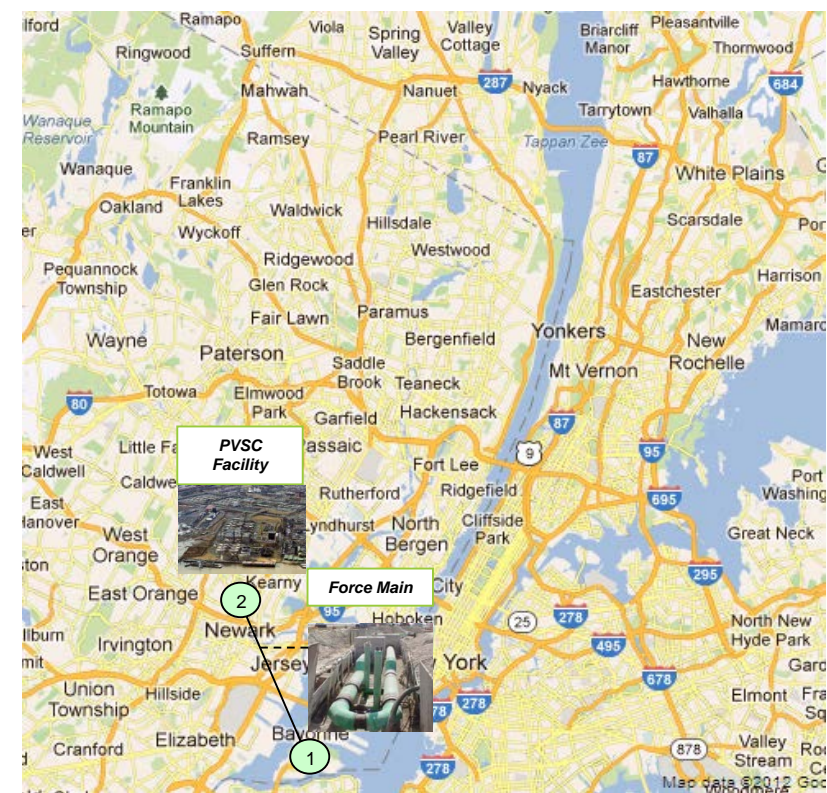 Ramapo
Viola
Spring
Valley
Valley
Cottage
Briarcliff
Manor
Pleasantville
Thornwood
Ringwood
Suffern
Mahwah
Nanuet
287
Nyack
Hawthorne
684
Tarrytown
Valhalla
Wanaque
Reservoir
Ramapo
Mountain
Ramsey
Pearl River
Tappan Zee
87
White Plains
Wanaque
Franklin
Lakes
Oakland
Waldwick
Hillsdale
Scarsdale
Wyckoff
Westwood
Ridgewood
Pequannock
Township
Glen Rock
Harrison
Eastchester
Fair Lawn
Paramus
Bergenfield
Yonkers
New
Rochelle
Wayne
Paterson
Saddle
Brook
Teaneck
Mt Vernon
80
Totowa
Elmwood
Park
Garfield
Hackensack
87
9
95
PVSC
Facility
West
Caldwell
Fort Lee
Port
695
Rutherford
Ridgefield
East
Hanover
North
Bergen
Cliffside
Park
Great Neck
West
Orange
295
East Orange
Kearny
Force Main
City
2
95
Hoboken
25
278
North New
Hyde Park
Newark
495
Irvington
Jersey
York
678
Union
Township
Hillside
278
Elmont
Elizabeth
Bayonne
1
Cranford
278
878
Valley
Stream
Map data ©2012